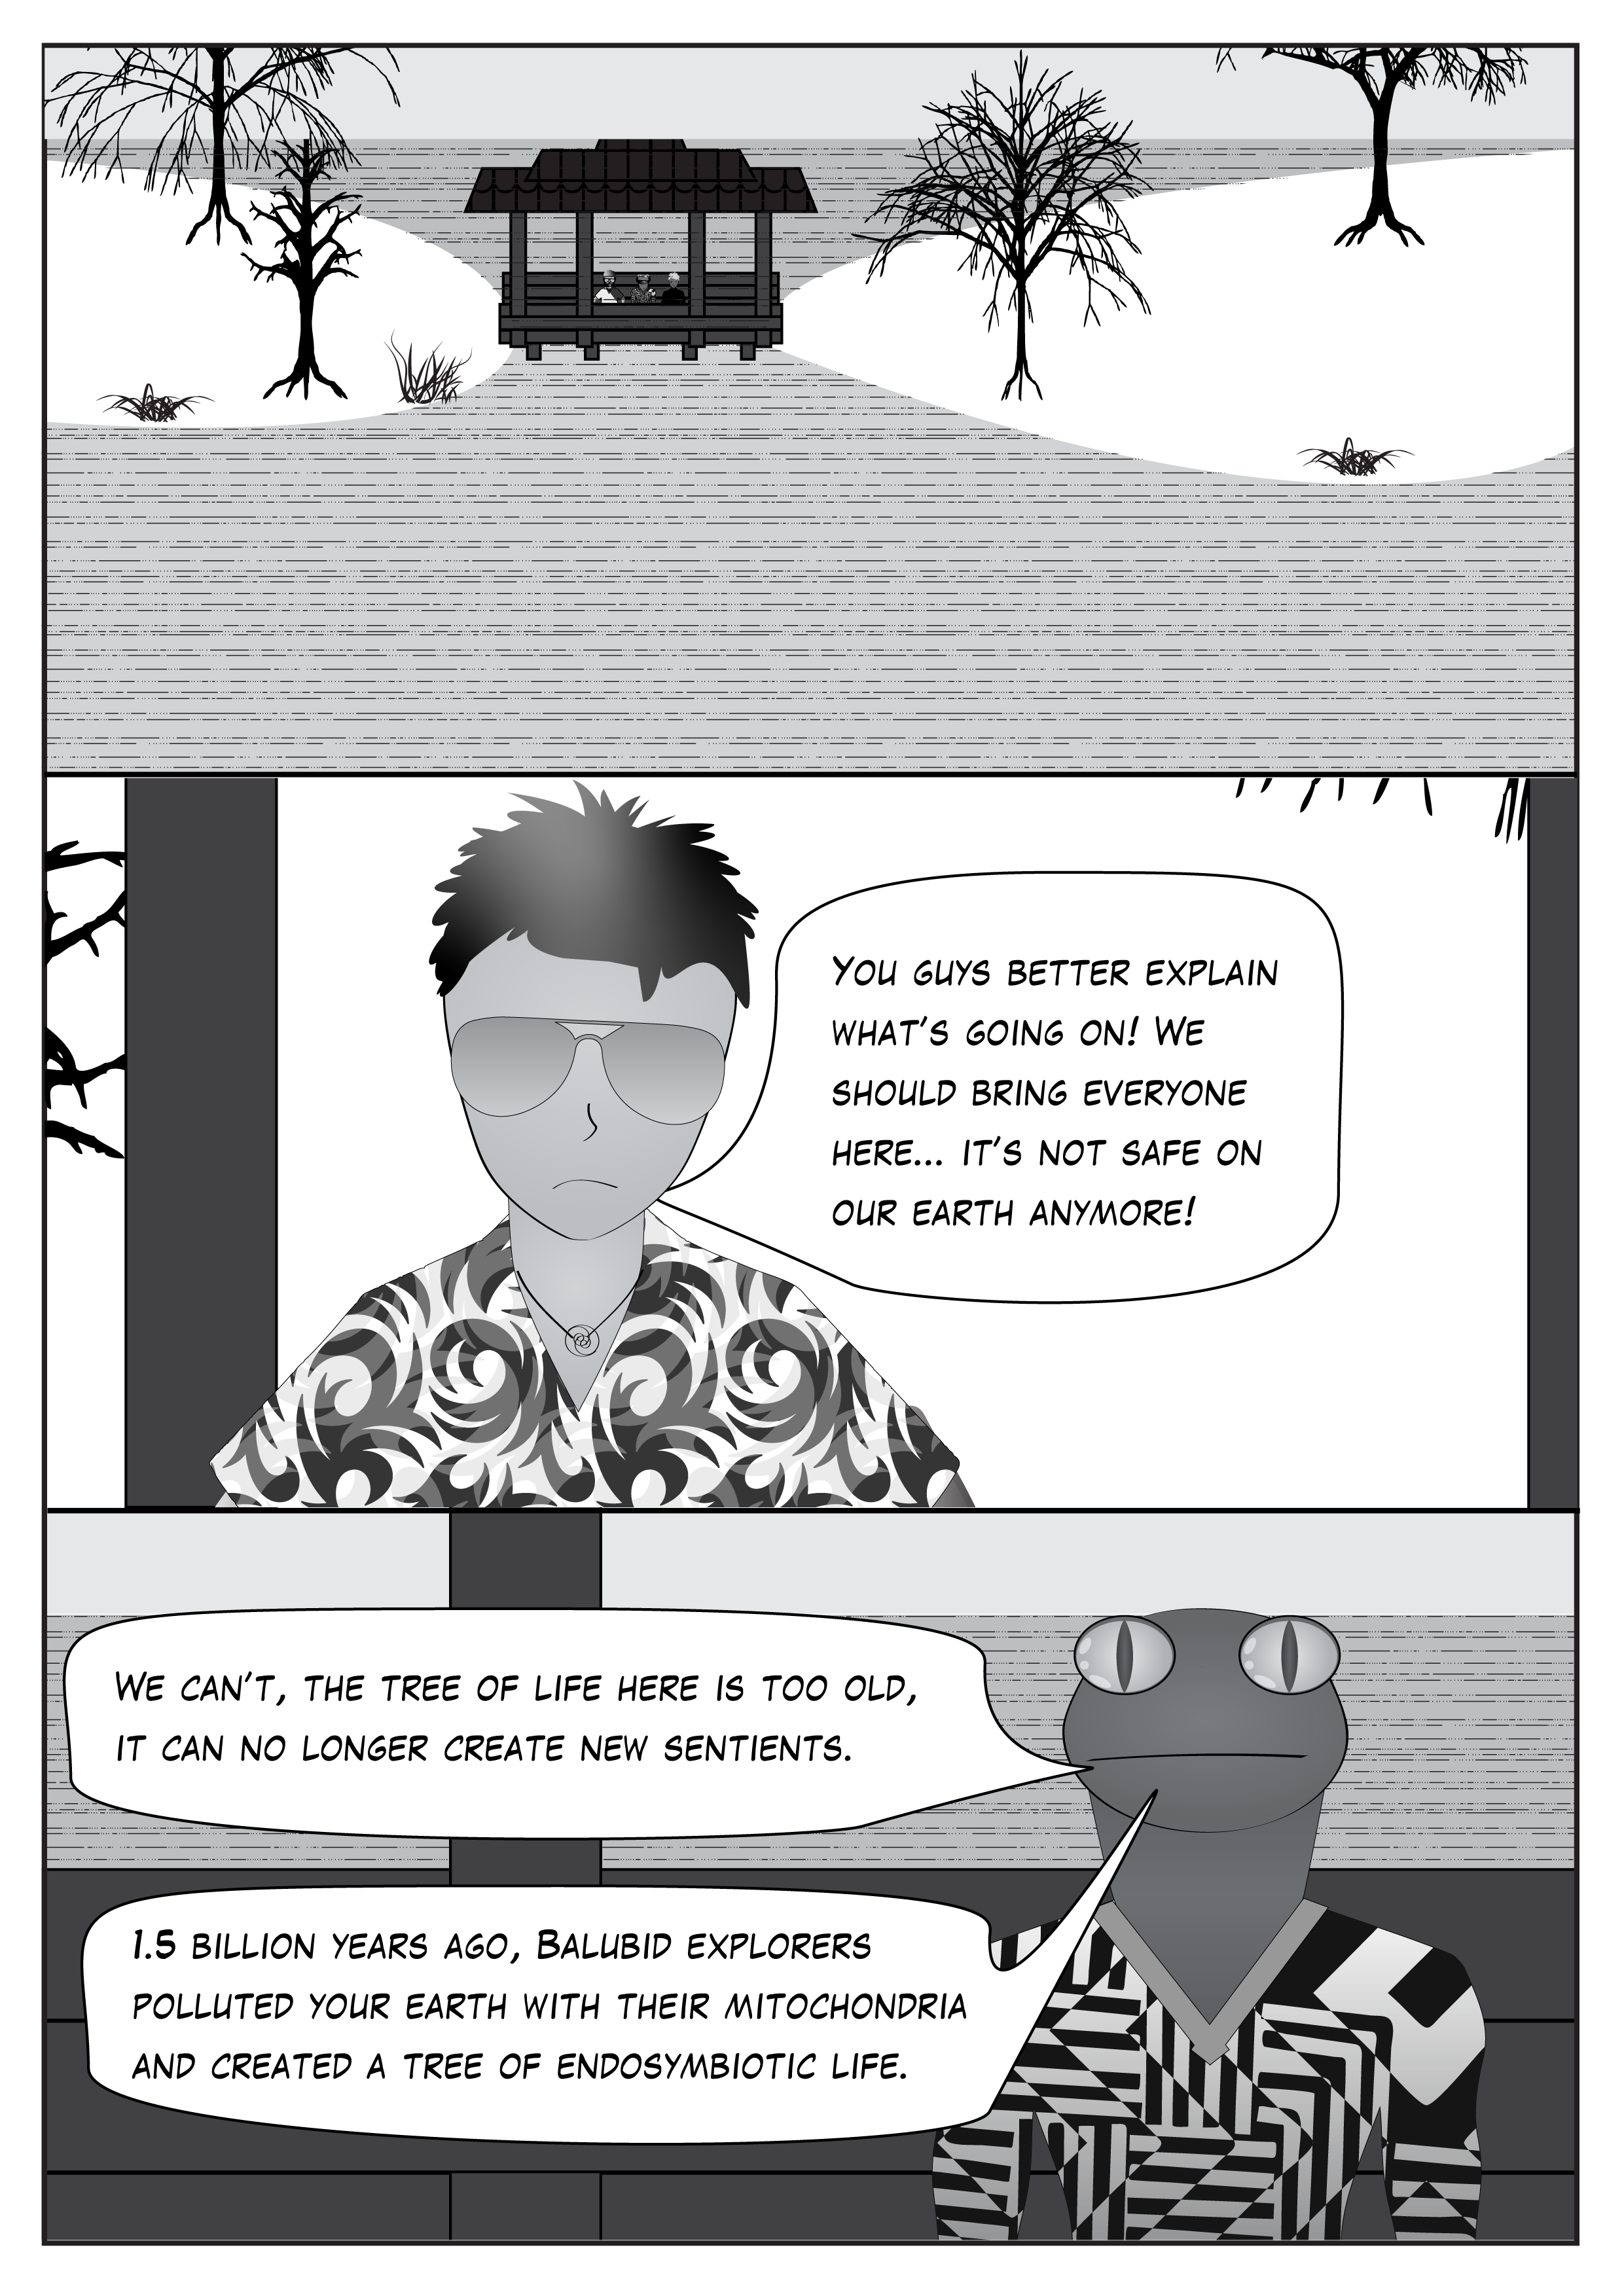 You guys better explain
what's going on! We
should bring everyone
here... it's not safe on
our earth anymore!
We can't, the tree of life here is too old,
it can no longer create new sentients.
1.5 billion years ago, Balubid explorers
polluted your earth with their mitochondria
and created a tree of endosymbiotic life.